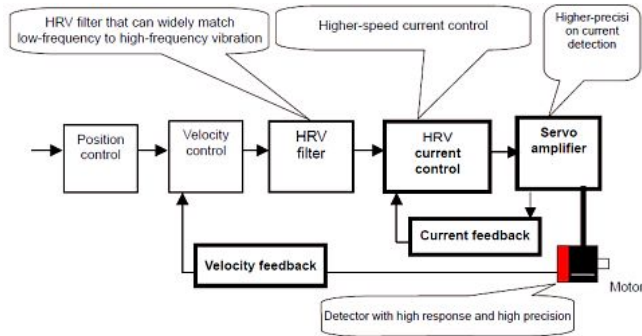 HRV filter that can widely match
low-frequency to high-frequency vibration
Higher-speed current control
Higher-precisi
on current
detection
Position
control
Velocity
control
HRV
filter
HRV
current
control
Servo
amplifier
Current feedback
Velocity feedback
Motor
Detector with high response and high precision